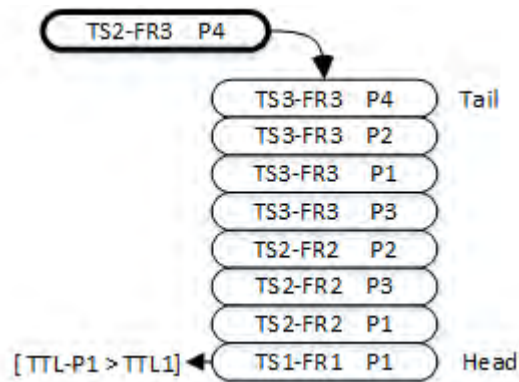 TS2-FR3 P4
TS3-FR3 P4 Tail
TS3-FR3 P2
TS3-FR3 P1
TS3-FR3 P3
TS2-FR2 P2
TS2-FR2 P3
TS2-FR2 P1
[TTL-P1 > TTL1] TS1-FR1 P1 Head